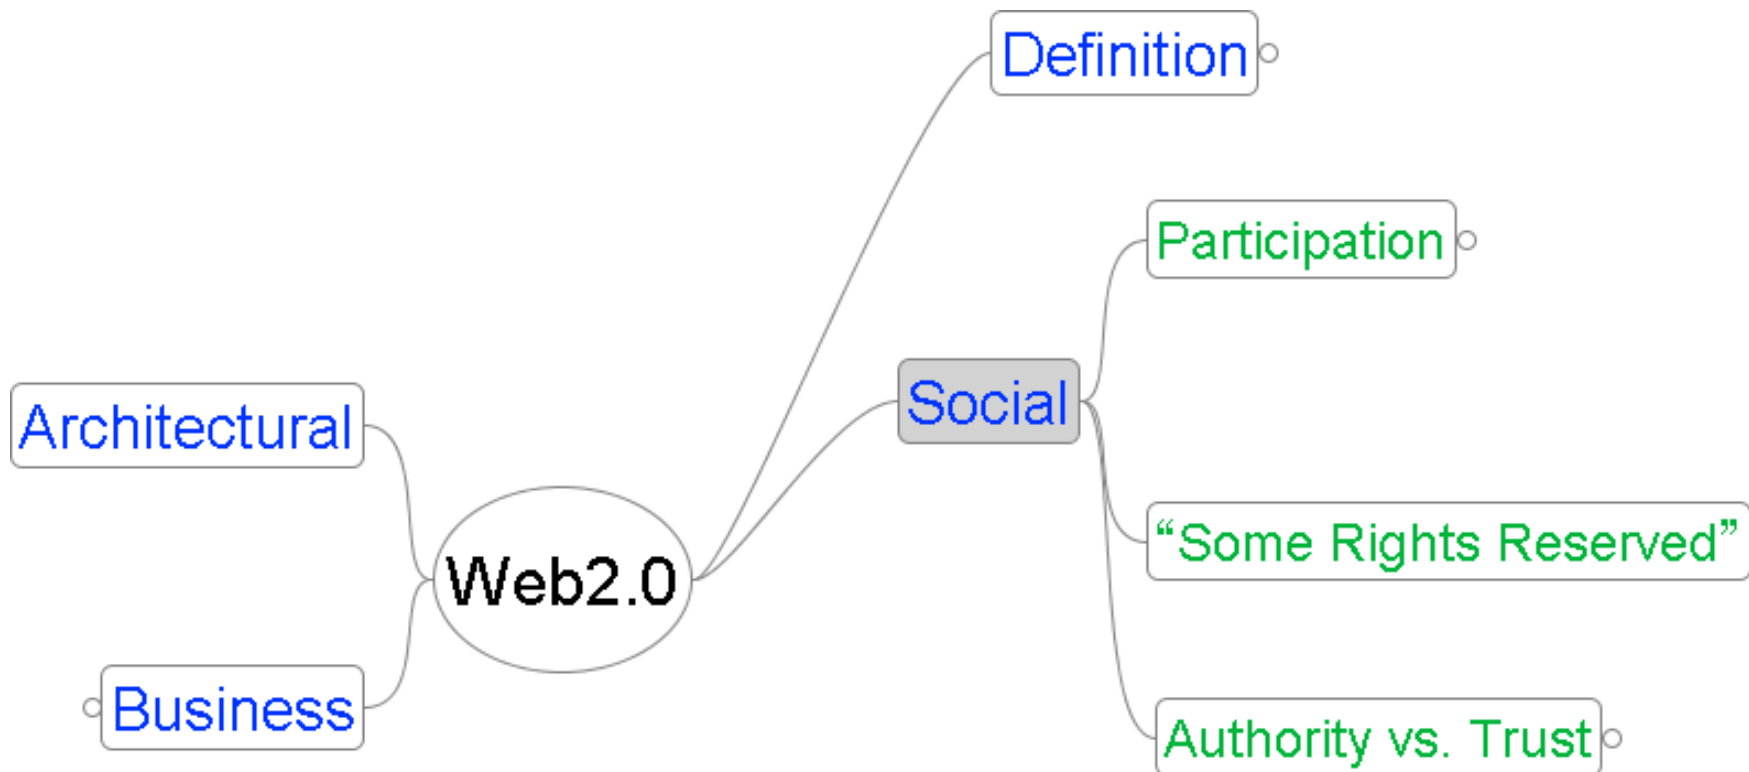 Definition
Participation
Social
Architectural
“Some Rights Reserved”
Web2.0
Business
Authority vs. Trust